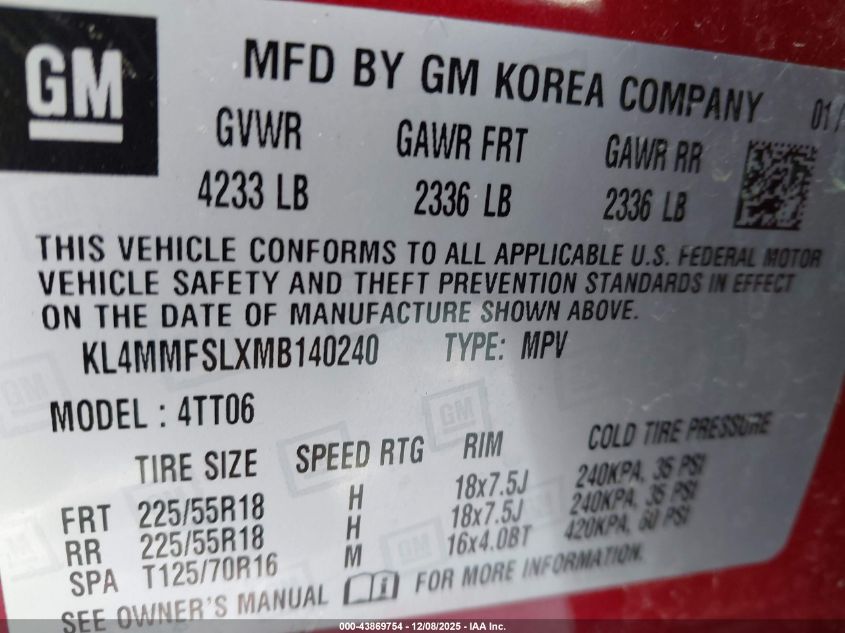 GM
MFD BY GM KOREA COMPANY 01/
GVWR GAWR FRT GAWR RR
4233 LB 2336 LB 2336 LB
THIS VEHICLE CONFORMS TO ALL APPLICABLE U.S. FEDERAL MOTOR
VEHICLE SAFETY AND THEFT PREVENTION STANDARDS IN EFFECT
ON THE DATE OF MANUFACTURE SHOWN ABOVE.
KL4MMFSLXMB140240 TYPE: MPV
MODEL : 4TT06
TIRE SIZE SPEED RTG RIM COLD TIRE PRESSURE
FRT 225/55R18 H 18x7.5J 240KPA, 35 PSI
RR 225/55R18 H 18x7.5J 240KPA, 35 PSI
SPA T125/70R16 M 16x4.0BT 420KPA, 60 PSI
SEE OWNER'S MANUAL FOR MORE INFORMATION.
000-43869754 - 12/08/2025 - IAA Inc.